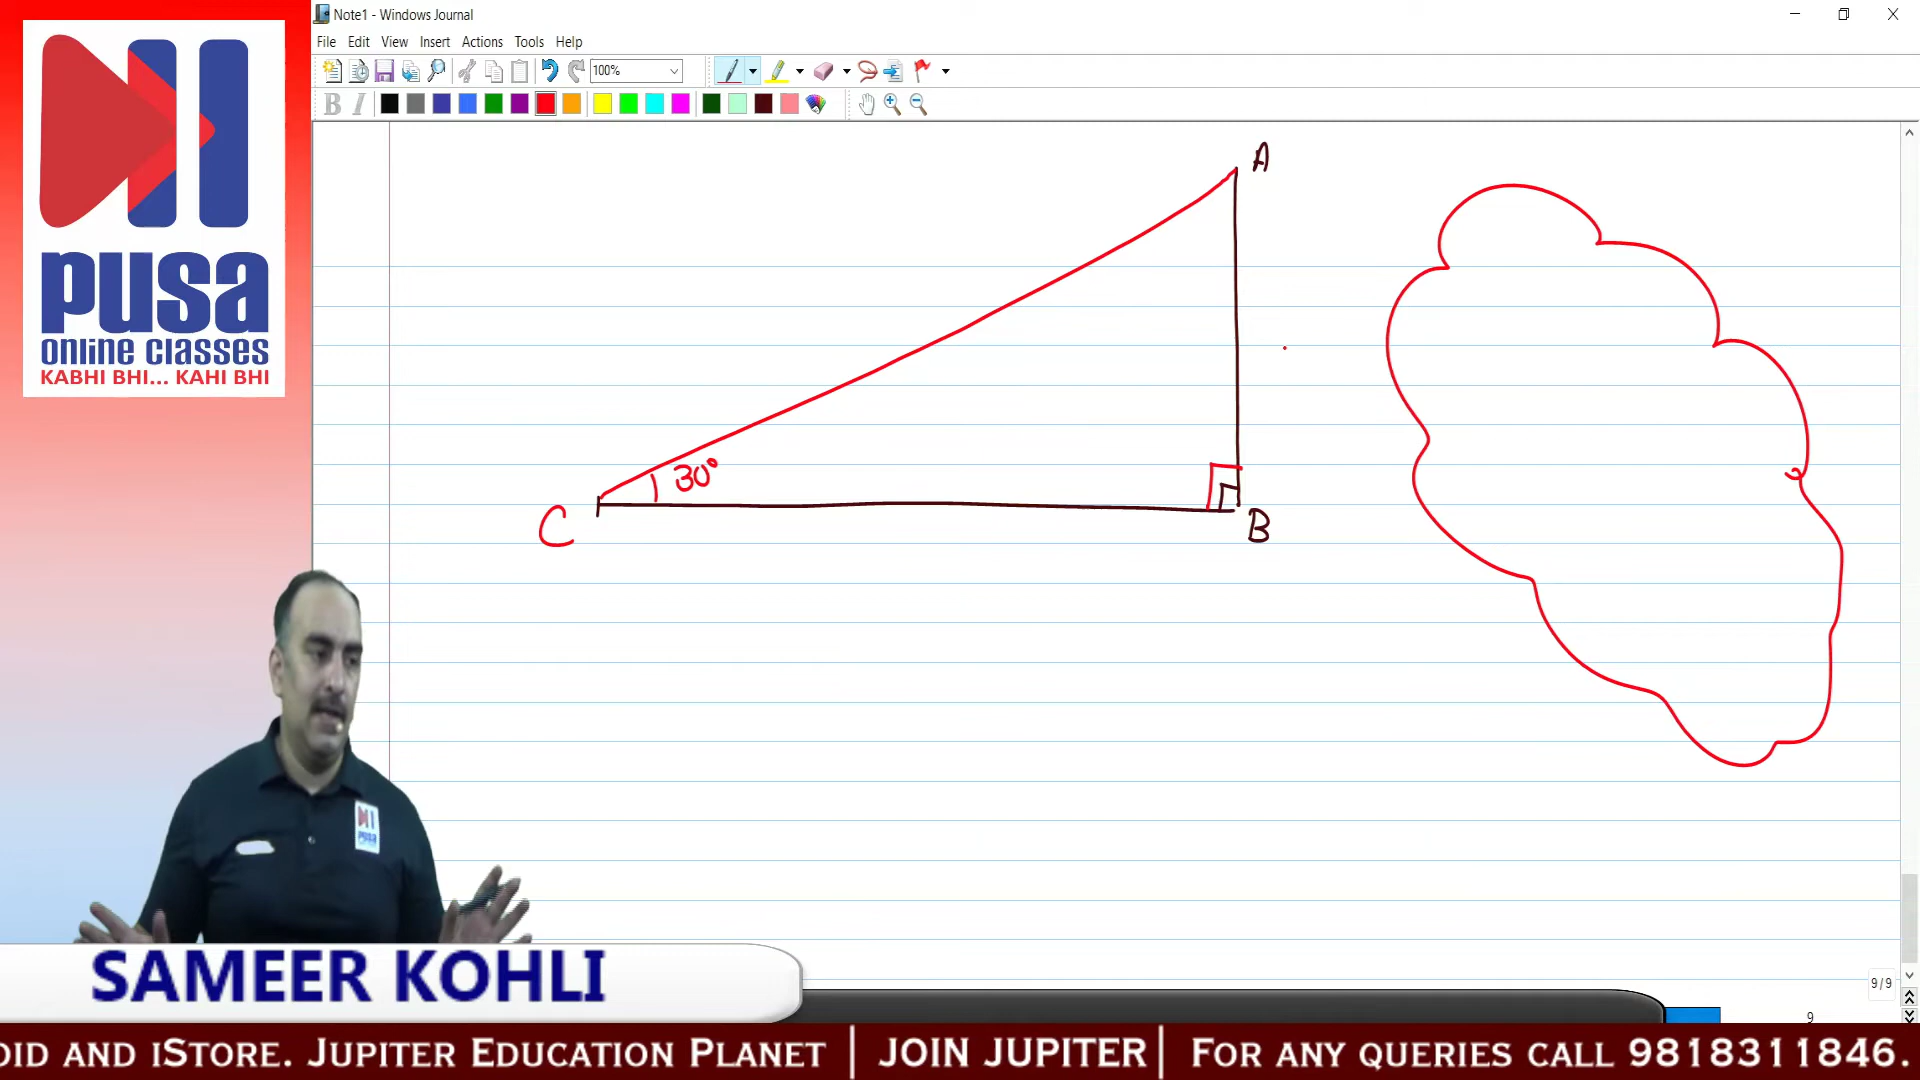 Note1 - Windows Journal
File Edit View Insert Actions Tools Help
100%
B I
PUSA
ONLINE CLASSES
KABHI BHI... KAHI BHI
A
30°
C
B
PUSA
SAMEER KOHLI
9/9
9
OID AND iSTORE. JUPITER EDUCATION PLANET | JOIN JUPITER | FOR ANY QUERIES CALL 9818311846.